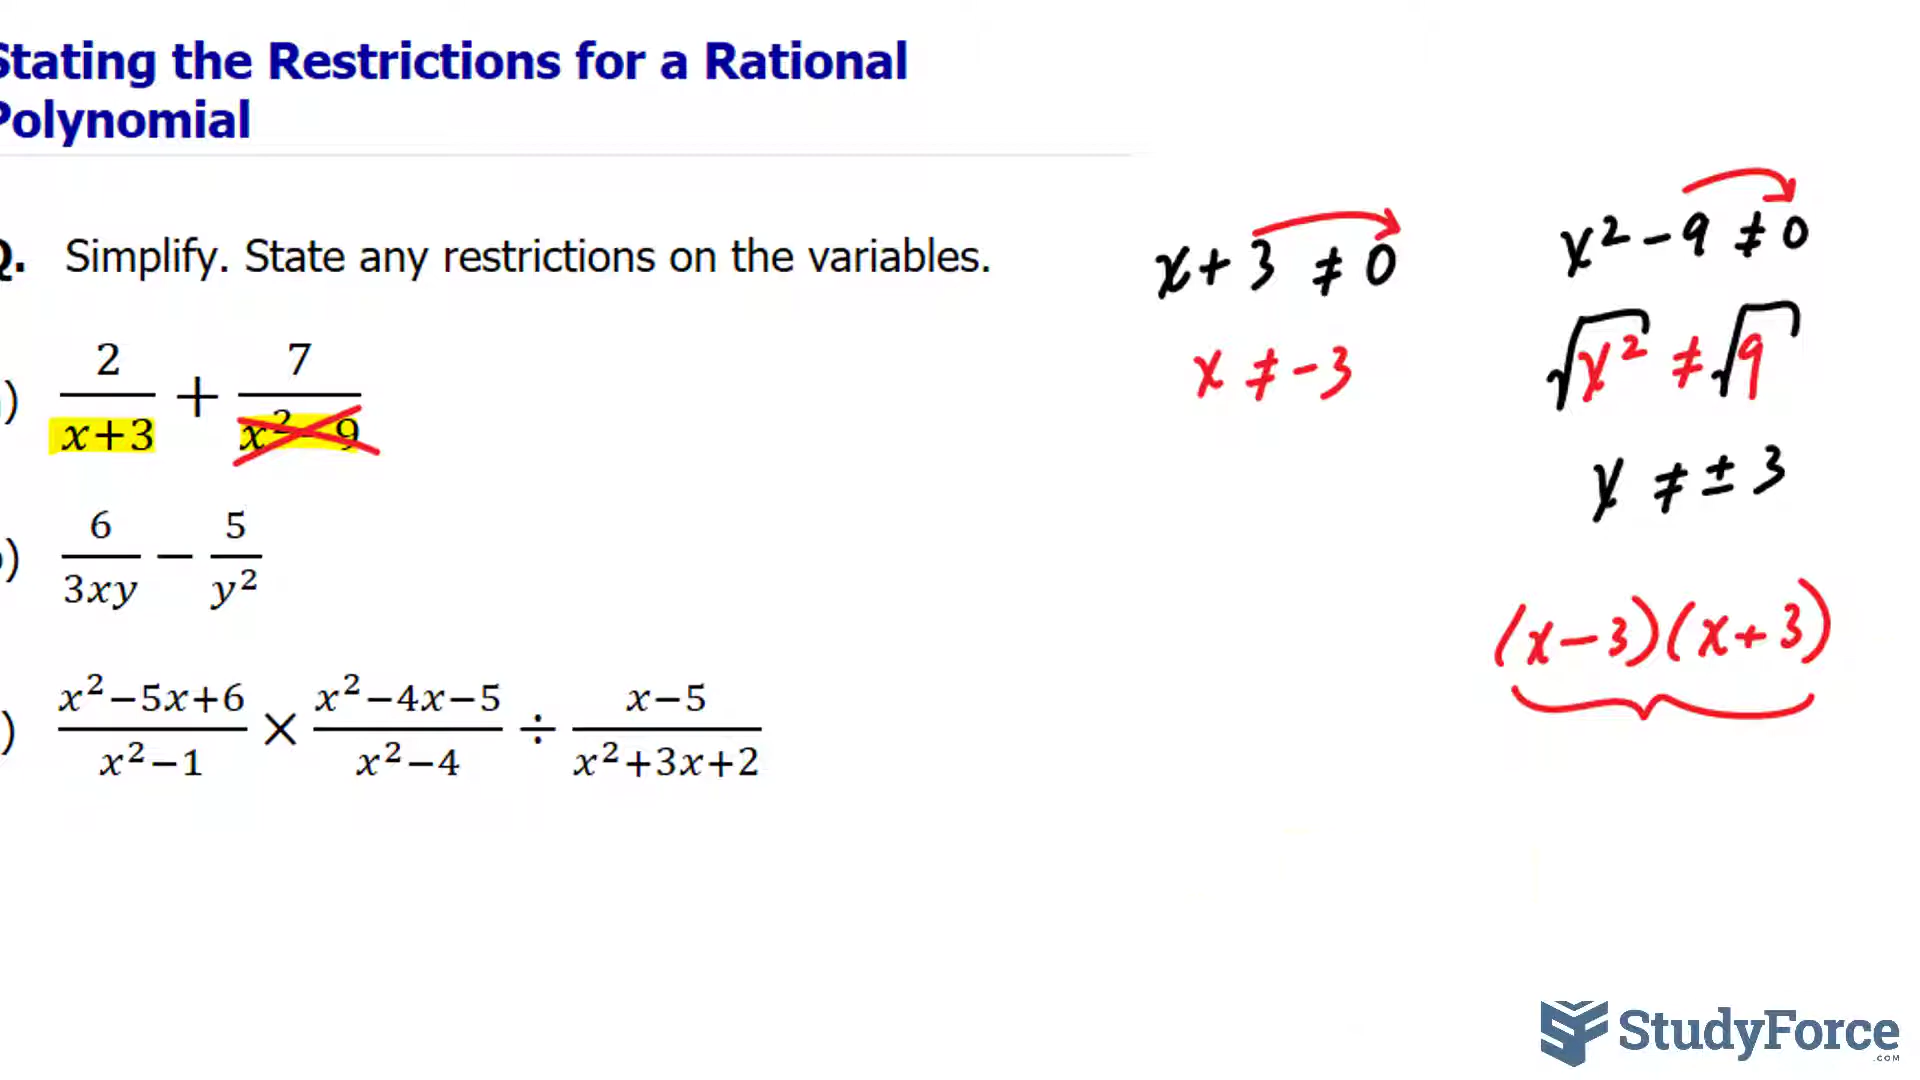 Stating the Restrictions for a Rational
Polynomial
Q. Simplify. State any restrictions on the variables.
) 2/(x+3) + 7/(x²−9)
) 6/(3xy) − 5/y²
) (x²−5x+6)/(x²−1) × (x²−4x−5)/(x²−4) ÷ (x−5)/(x²+3x+2)
x+3 ≠ 0
x ≠ -3
x² - 9 ≠ 0
√x² ≠ √9
x ≠ ± 3
(x-3)(x+3)
StudyForce
.COM